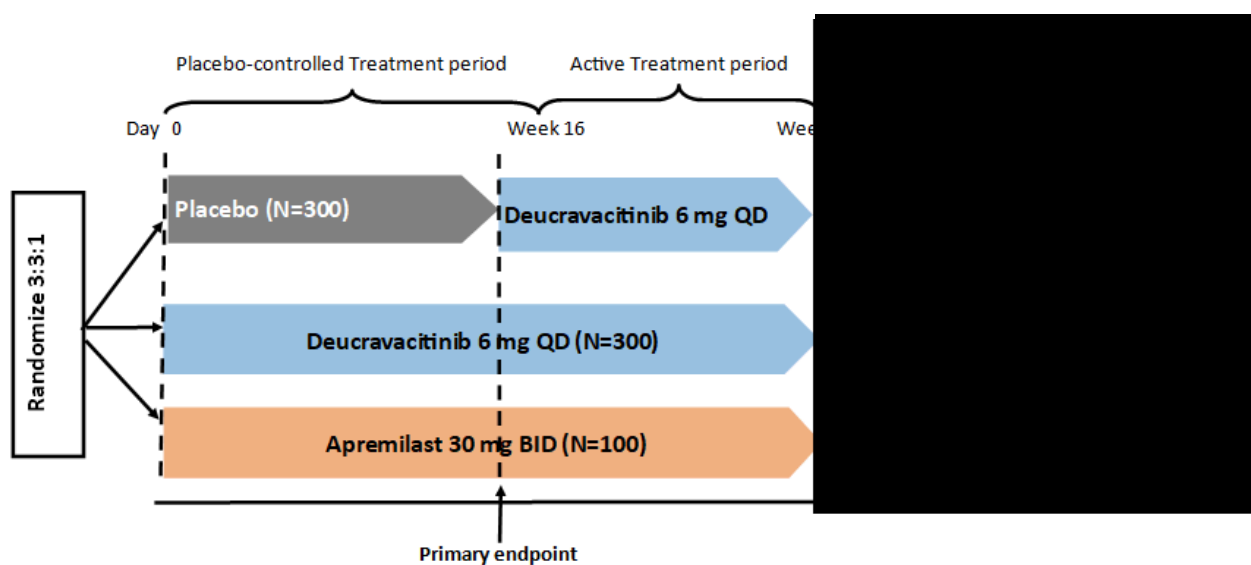 Placebo-controlled Treatment period
Active Treatment period
Day 0
Week 16
Randomize 3:3:1
Placebo (N=300)
Deucravacitinib 6 mg QD
Deucravacitinib 6 mg QD (N=300)
Apremilast 30 mg BID (N=100)
Primary endpoint